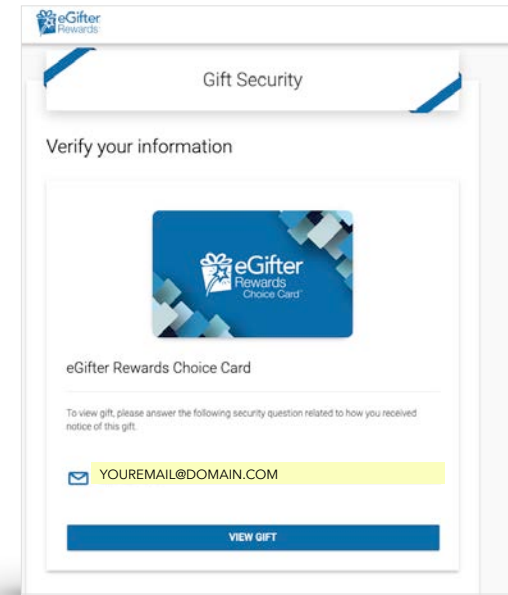 eGifter
Rewards
Gift Security
Verify your information
eGifter
Rewards
Choice Card™
eGifter Rewards Choice Card
To view gift, please answer the following security question related to how you received
notice of this gift.
YOUREMAIL@DOMAIN.COM
VIEW GIFT